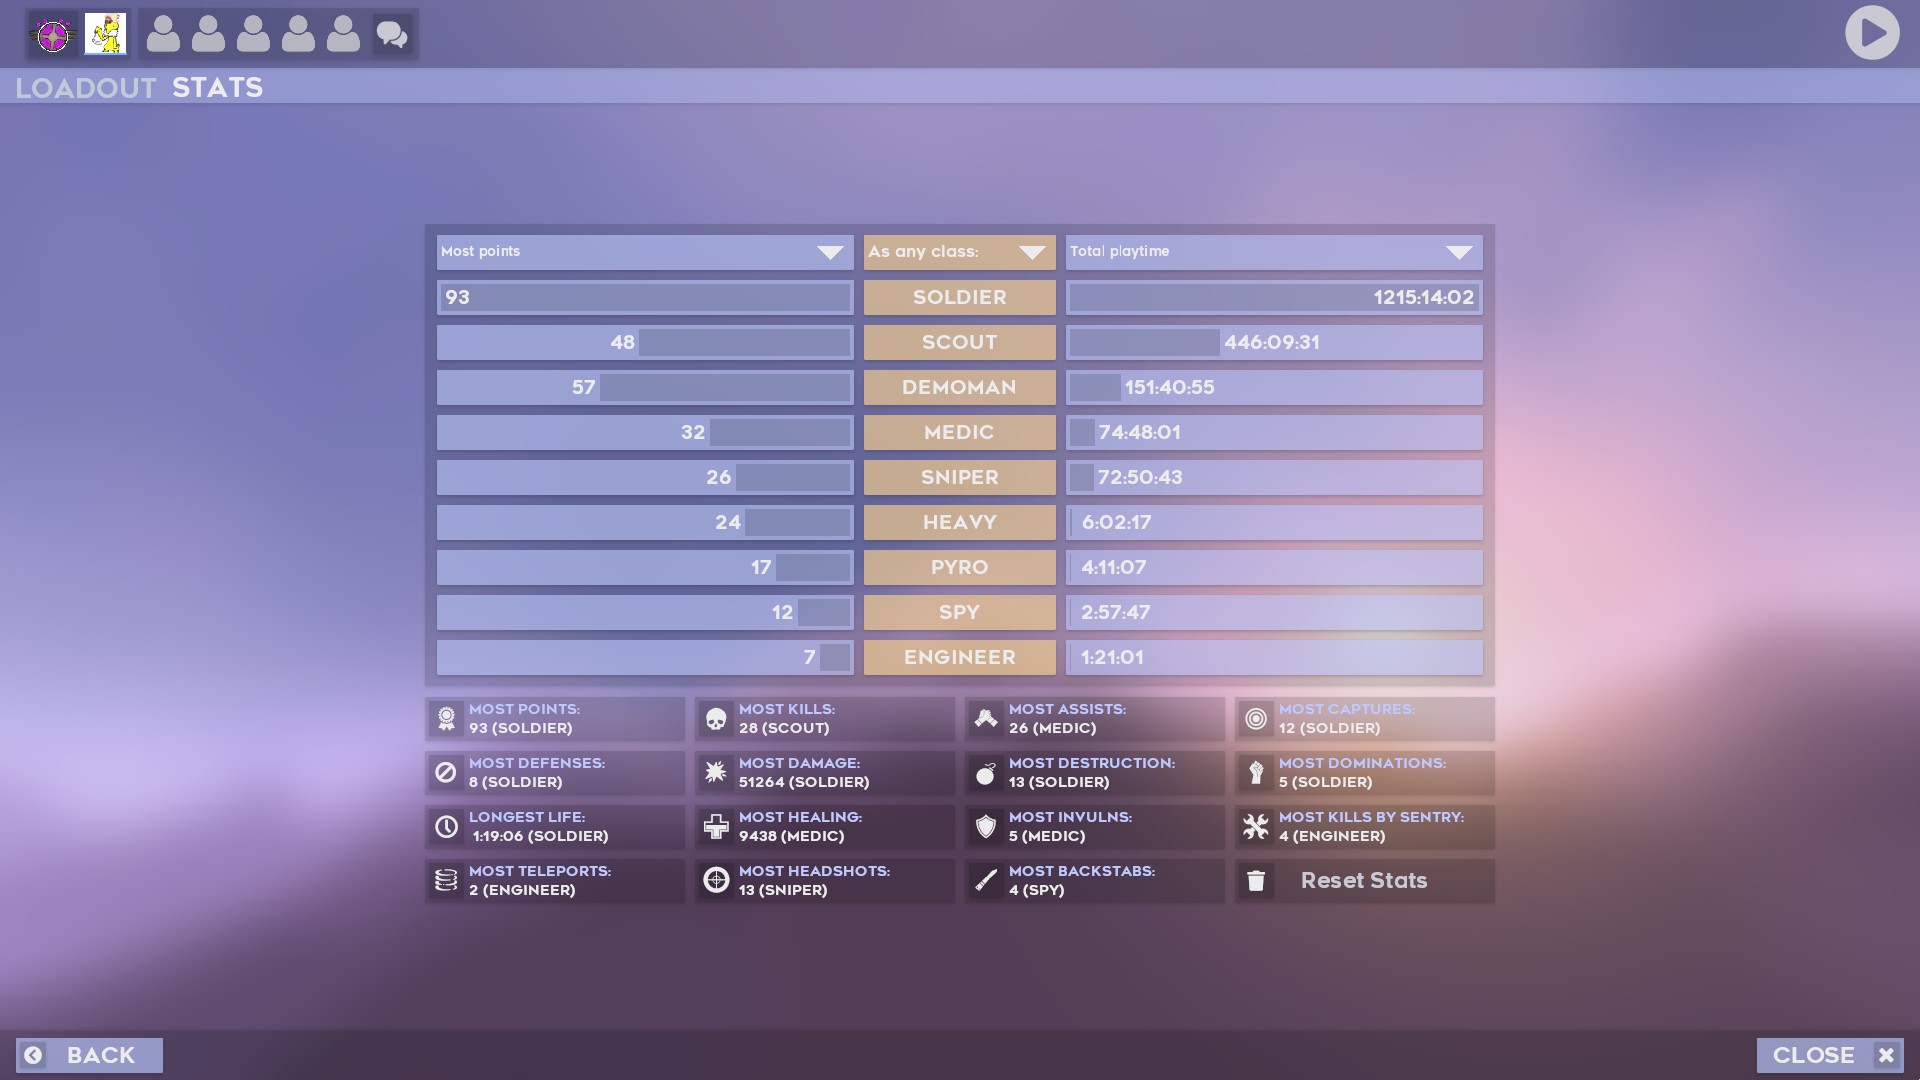 LOADOUT STATS
Most points As any class: Total playtime
93 SOLDIER 1215:14:02
48 SCOUT 446:09:31
57 DEMOMAN 151:40:55
32 MEDIC 74:48:01
26 SNIPER 72:50:43
24 HEAVY 6:02:17
17 PYRO 4:11:07
12 SPY 2:57:47
7 ENGINEER 1:21:01
MOST POINTS: MOST KILLS: MOST ASSISTS: MOST CAPTURES:
93 (SOLDIER) 28 (SCOUT) 26 (MEDIC) 12 (SOLDIER)
MOST DEFENSES: MOST DAMAGE: MOST DESTRUCTION: MOST DOMINATIONS:
8 (SOLDIER) 51264 (SOLDIER) 13 (SOLDIER) 5 (SOLDIER)
LONGEST LIFE: MOST HEALING: MOST INVULNS: MOST KILLS BY SENTRY:
1:19:06 (SOLDIER) 9438 (MEDIC) 5 (MEDIC) 4 (ENGINEER)
MOST TELEPORTS: MOST HEADSHOTS: MOST BACKSTABS: Reset Stats
2 (ENGINEER) 13 (SNIPER) 4 (SPY)
BACK CLOSE